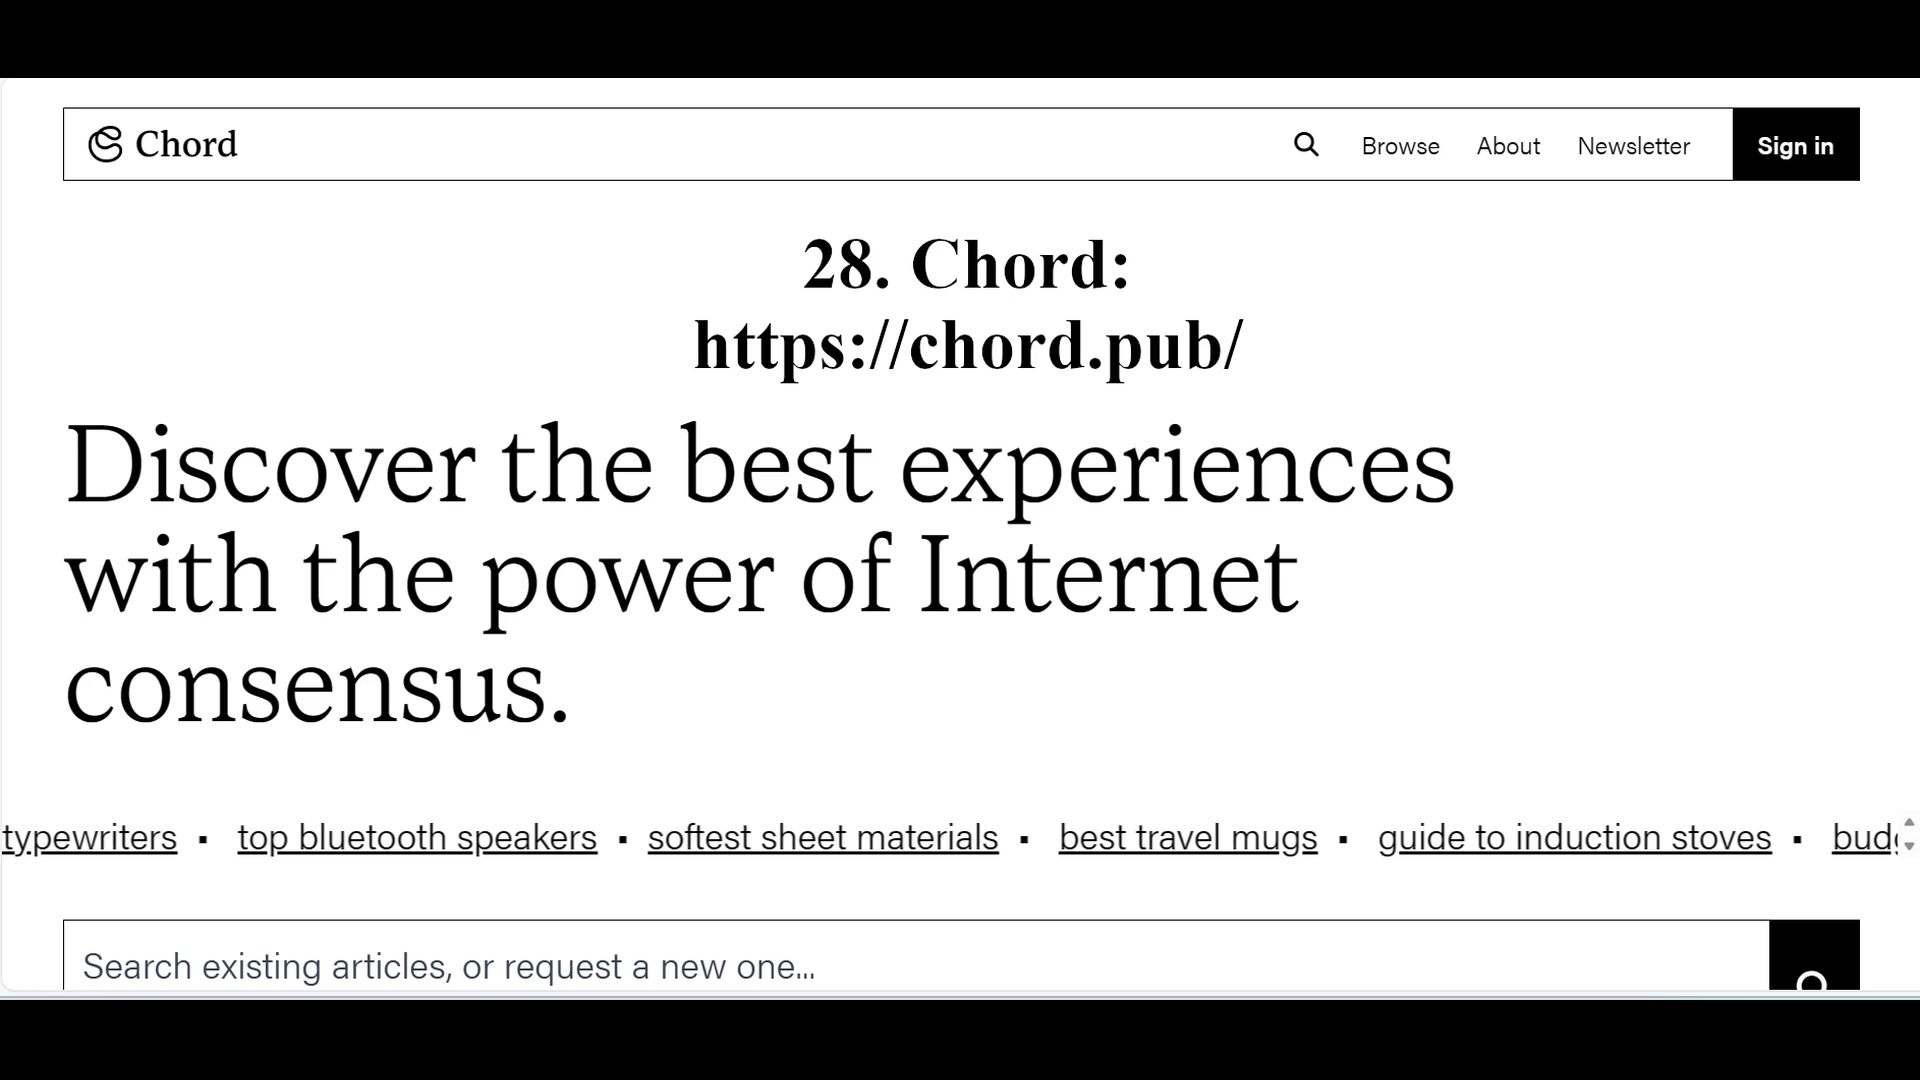 Chord
Browse
About
Newsletter
Sign in
28. Chord:
https://chord.pub/
Discover the best experiences
with the power of Internet
consensus.
typewriters ▪ top bluetooth speakers ▪ softest sheet materials ▪ best travel mugs ▪ guide to induction stoves ▪
Search existing articles, or request a new one...